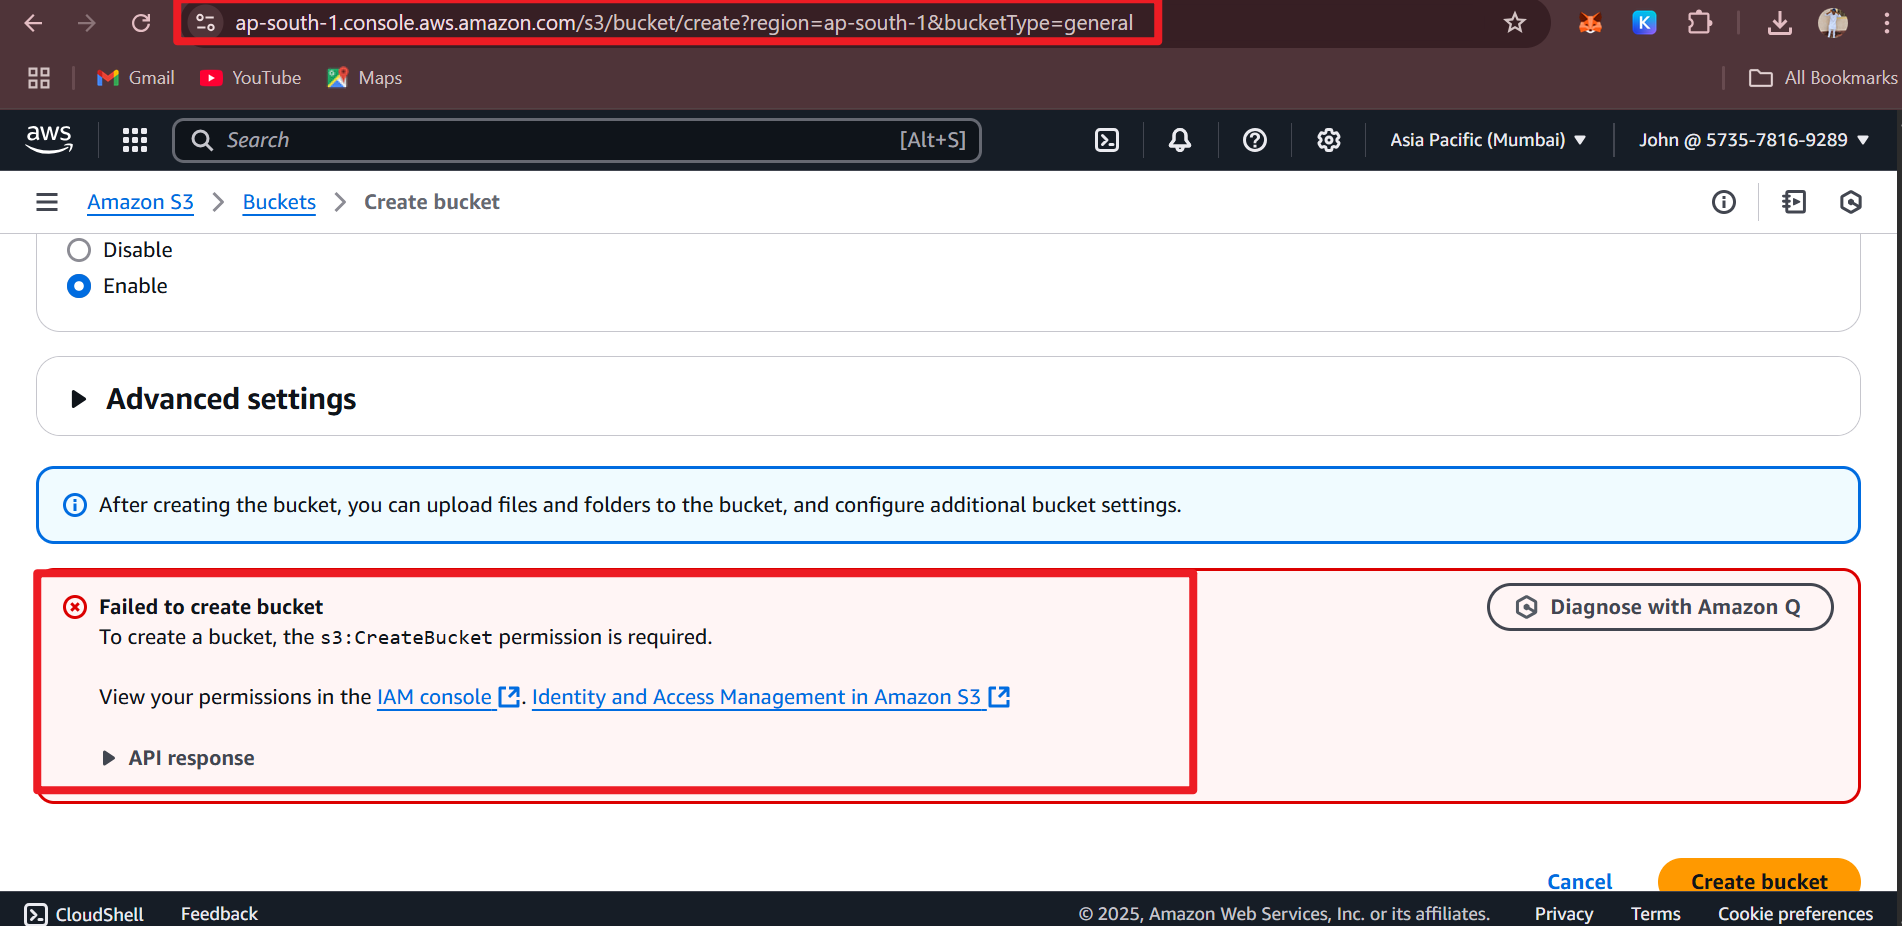 ap-south-1.console.aws.amazon.com/s3/bucket/create?region=ap-south-1&bucketType=general
K
Gmail
YouTube
Maps
All Bookmarks
aws
Search
[Alt+S]
Asia Pacific (Mumbai)
John @ 5735-7816-9289
Amazon S3
Buckets
Create bucket
Disable
Enable
Advanced settings
After creating the bucket, you can upload files and folders to the bucket, and configure additional bucket settings.
Failed to create bucket
Diagnose with Amazon Q
To create a bucket, the s3:CreateBucket permission is required.
View your permissions in the IAM console. Identity and Access Management in Amazon S3
API response
Cancel
Create bucket
CloudShell
Feedback
© 2025, Amazon Web Services, Inc. or its affiliates.
Privacy
Terms
Cookie preferences